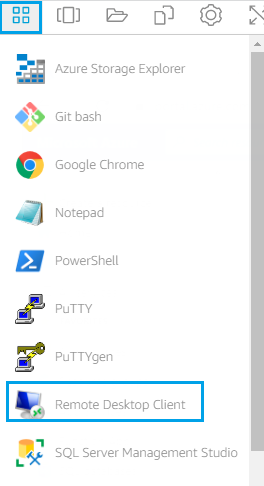 Azure Storage Explorer
Git bash
Google Chrome
Notepad
PowerShell
PuTTY
PuTTYgen
Remote Desktop Client
SQL Server Management Studio